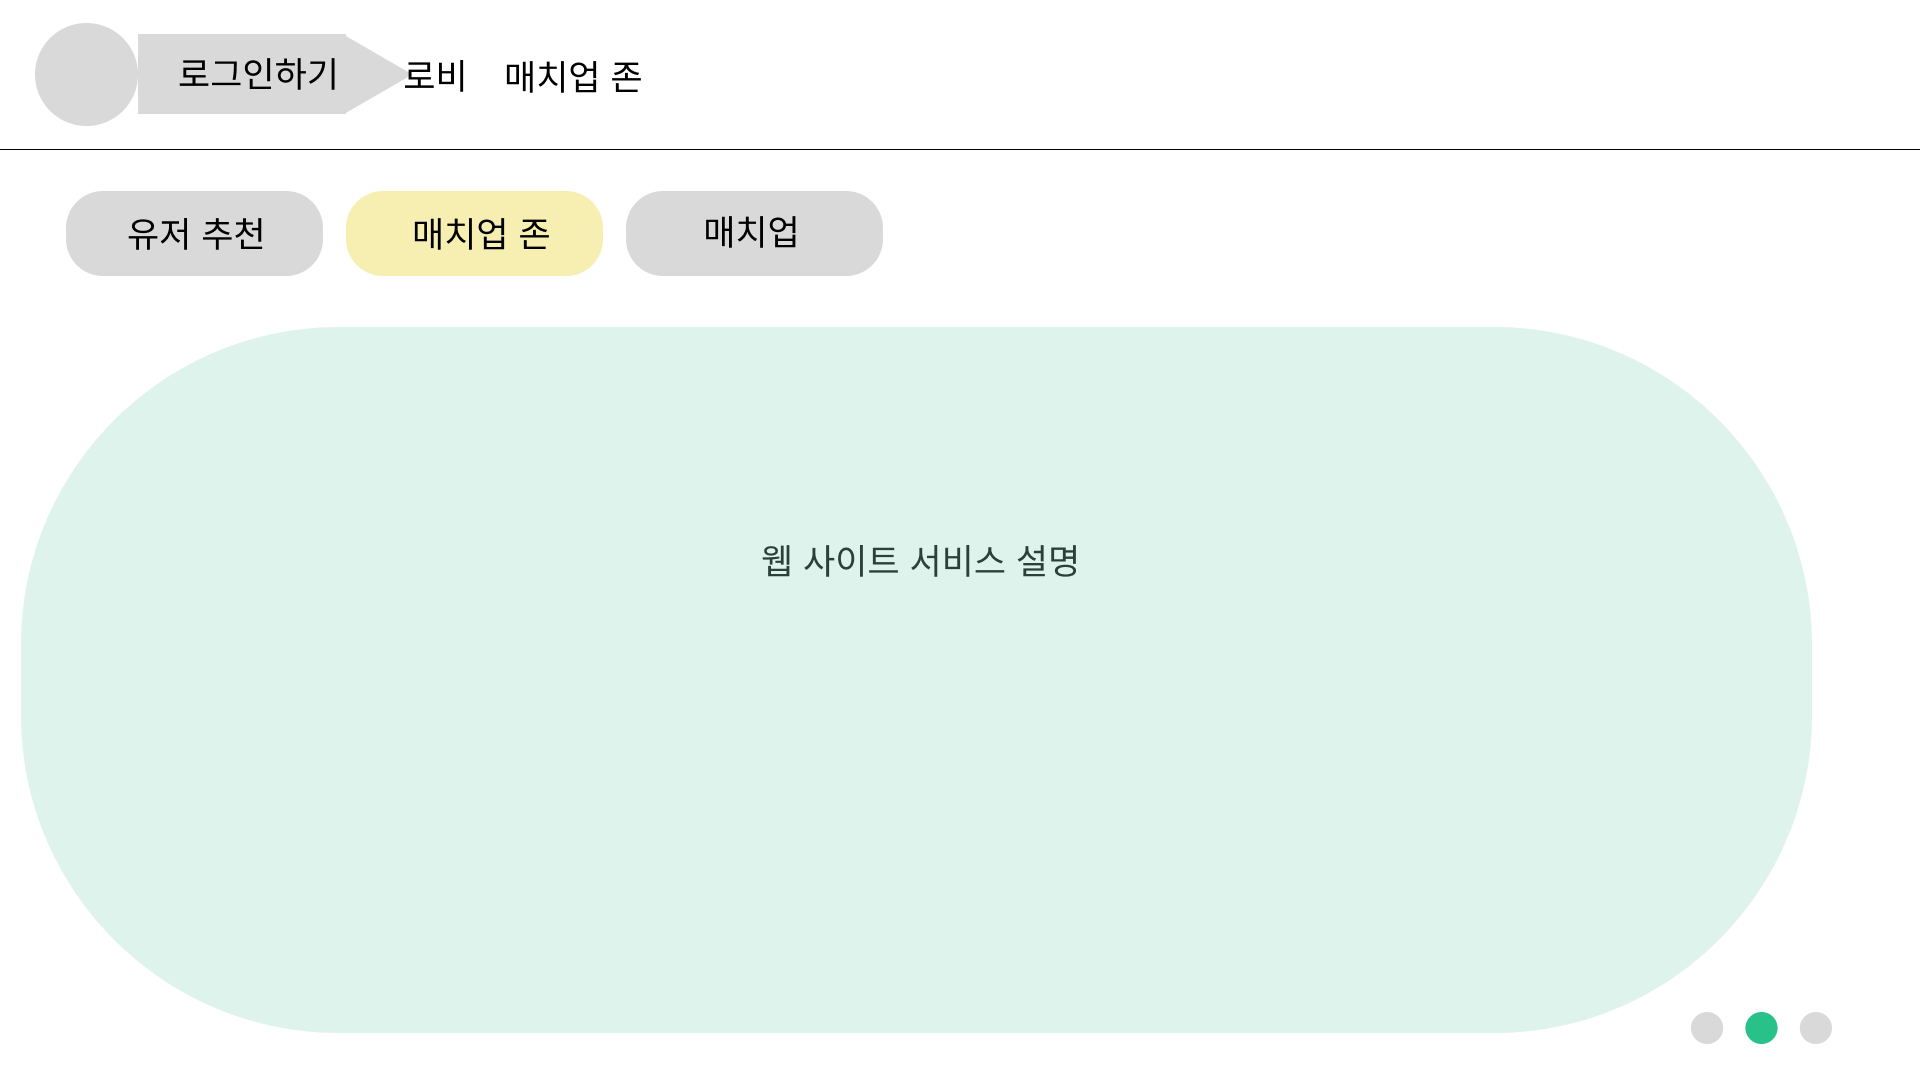 로그인하기 로비 매치업 존
유저 추천 매치업 존 매치업
웹 사이트 서비스 설명